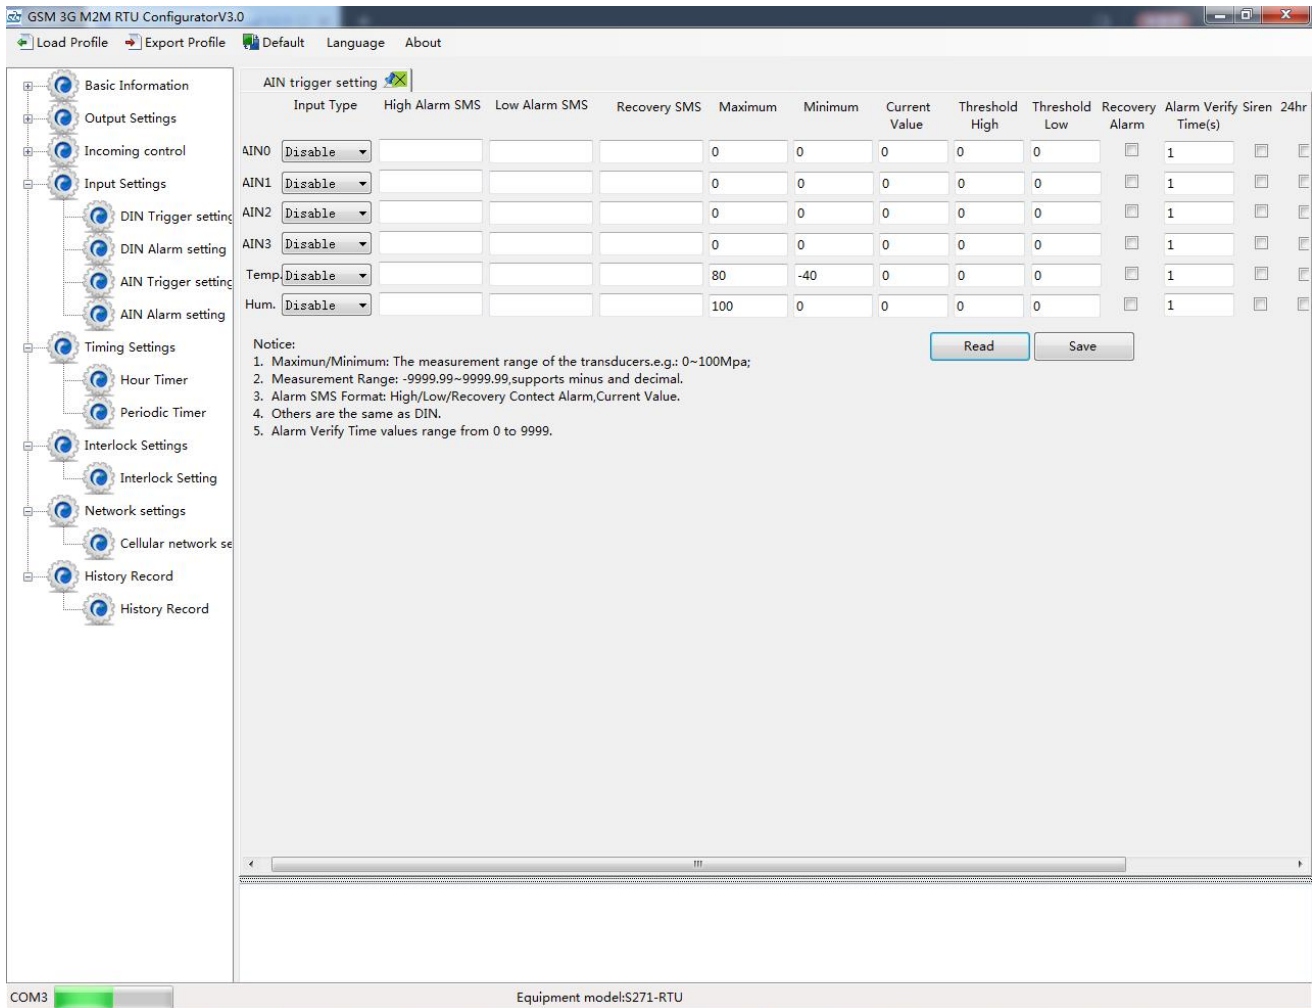 GSM 3G M2M RTU ConfiguratorV3.0
Load Profile Export Profile Default Language About
Basic Information
Output Settings
Incoming control
Input Settings
DIN Trigger setting
DIN Alarm setting
AIN Trigger setting
AIN Alarm setting
Timing Settings
Hour Timer
Periodic Timer
Interlock Settings
Interlock Setting
Network settings
Cellular network se
History Record
History Record
AIN trigger setting
Input Type High Alarm SMS Low Alarm SMS Recovery SMS Maximum Minimum Current Value Threshold High Threshold Low Recovery Alarm Alarm Verify Time(s) Siren 24hr
AIN0 Disable 0 0 0 0 0 1
AIN1 Disable 0 0 0 0 0 1
AIN2 Disable 0 0 0 0 0 1
AIN3 Disable 0 0 0 0 0 1
Temp. Disable 80 -40 0 0 0 1
Hum. Disable 100 0 0 0 0 1
Read Save
Notice:
1. Maximun/Minimum: The measurement range of the transducers.e.g.: 0~100Mpa;
2. Measurement Range: -9999.99~9999.99,supports minus and decimal.
3. Alarm SMS Format: High/Low/Recovery Contect Alarm,Current Value.
4. Others are the same as DIN.
5. Alarm Verify Time values range from 0 to 9999.
COM3
Equipment model:S271-RTU